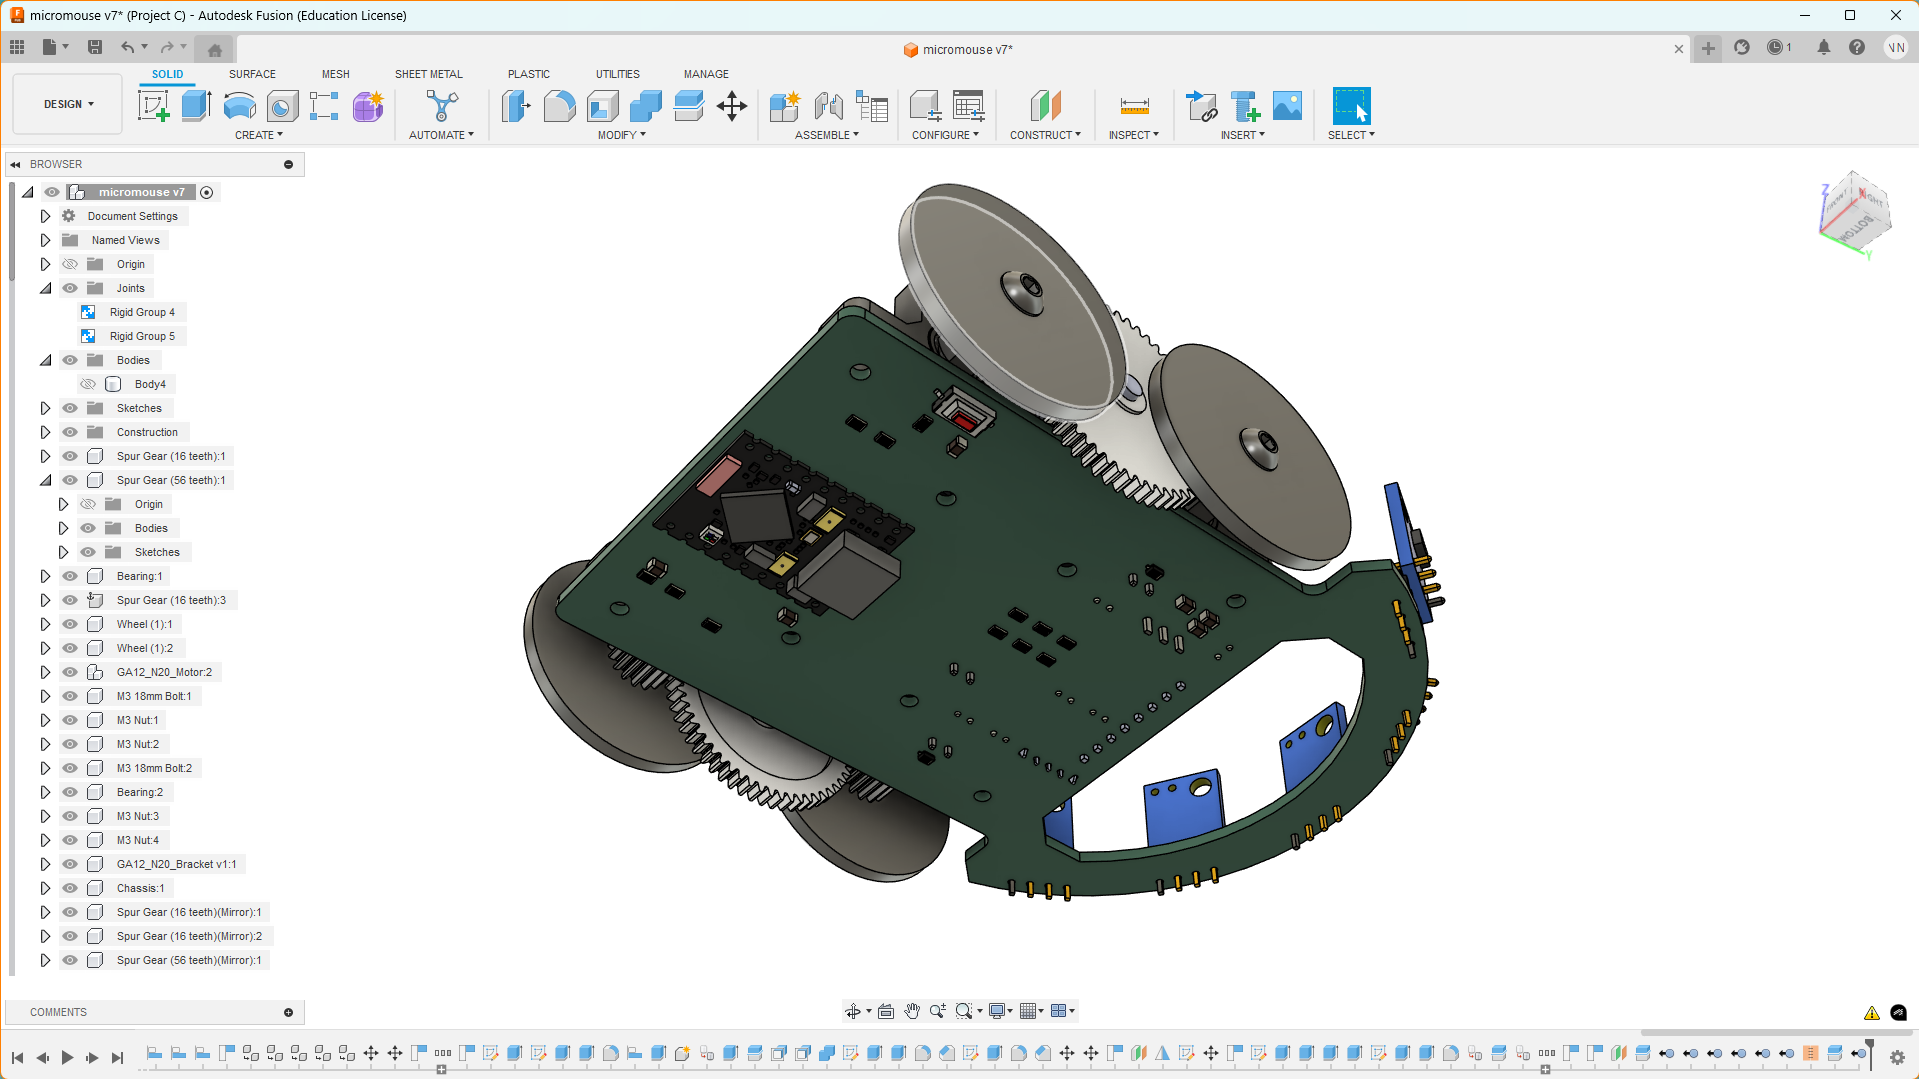 micromouse v7* (Project C) - Autodesk Fusion (Education License)
micromouse v7*
1
VN
DESIGN
SOLID
SURFACE
MESH
SHEET METAL
PLASTIC
UTILITIES
MANAGE
CREATE
AUTOMATE
MODIFY
ASSEMBLE
CONFIGURE
CONSTRUCT
INSPECT
INSERT
SELECT
BROWSER
micromouse v7
Document Settings
Named Views
Origin
Joints
Rigid Group 4
Rigid Group 5
Bodies
Body4
Sketches
Construction
Spur Gear (16 teeth):1
Spur Gear (56 teeth):1
Origin
Bodies
Sketches
Bearing:1
Spur Gear (16 teeth):3
Wheel (1):1
Wheel (1):2
GA12_N20_Motor:2
M3 18mm Bolt:1
M3 Nut:1
M3 Nut:2
M3 18mm Bolt:2
Bearing:2
M3 Nut:3
M3 Nut:4
GA12_N20_Bracket v1:1
Chassis:1
Spur Gear (16 teeth)(Mirror):1
Spur Gear (16 teeth)(Mirror):2
Spur Gear (56 teeth)(Mirror):1
Z
X
FRONT
RIGHT
BOTTOM
Y
COMMENTS